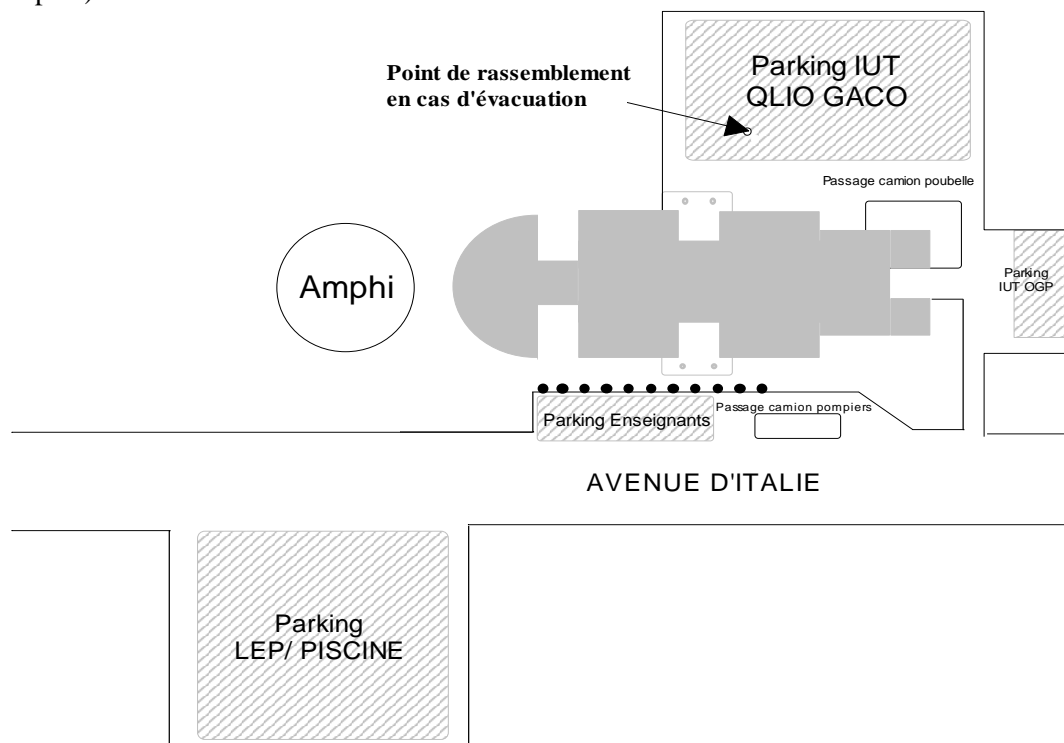 Point de rassemblement
en cas d'évacuation
Parking IUT
QLIO GACO
Passage camion poubelle
Amphi
Parking
IUT OGP
Parking Enseignants
Passage camion pompiers
AVENUE D'ITALIE
Parking
LEP/ PISCINE